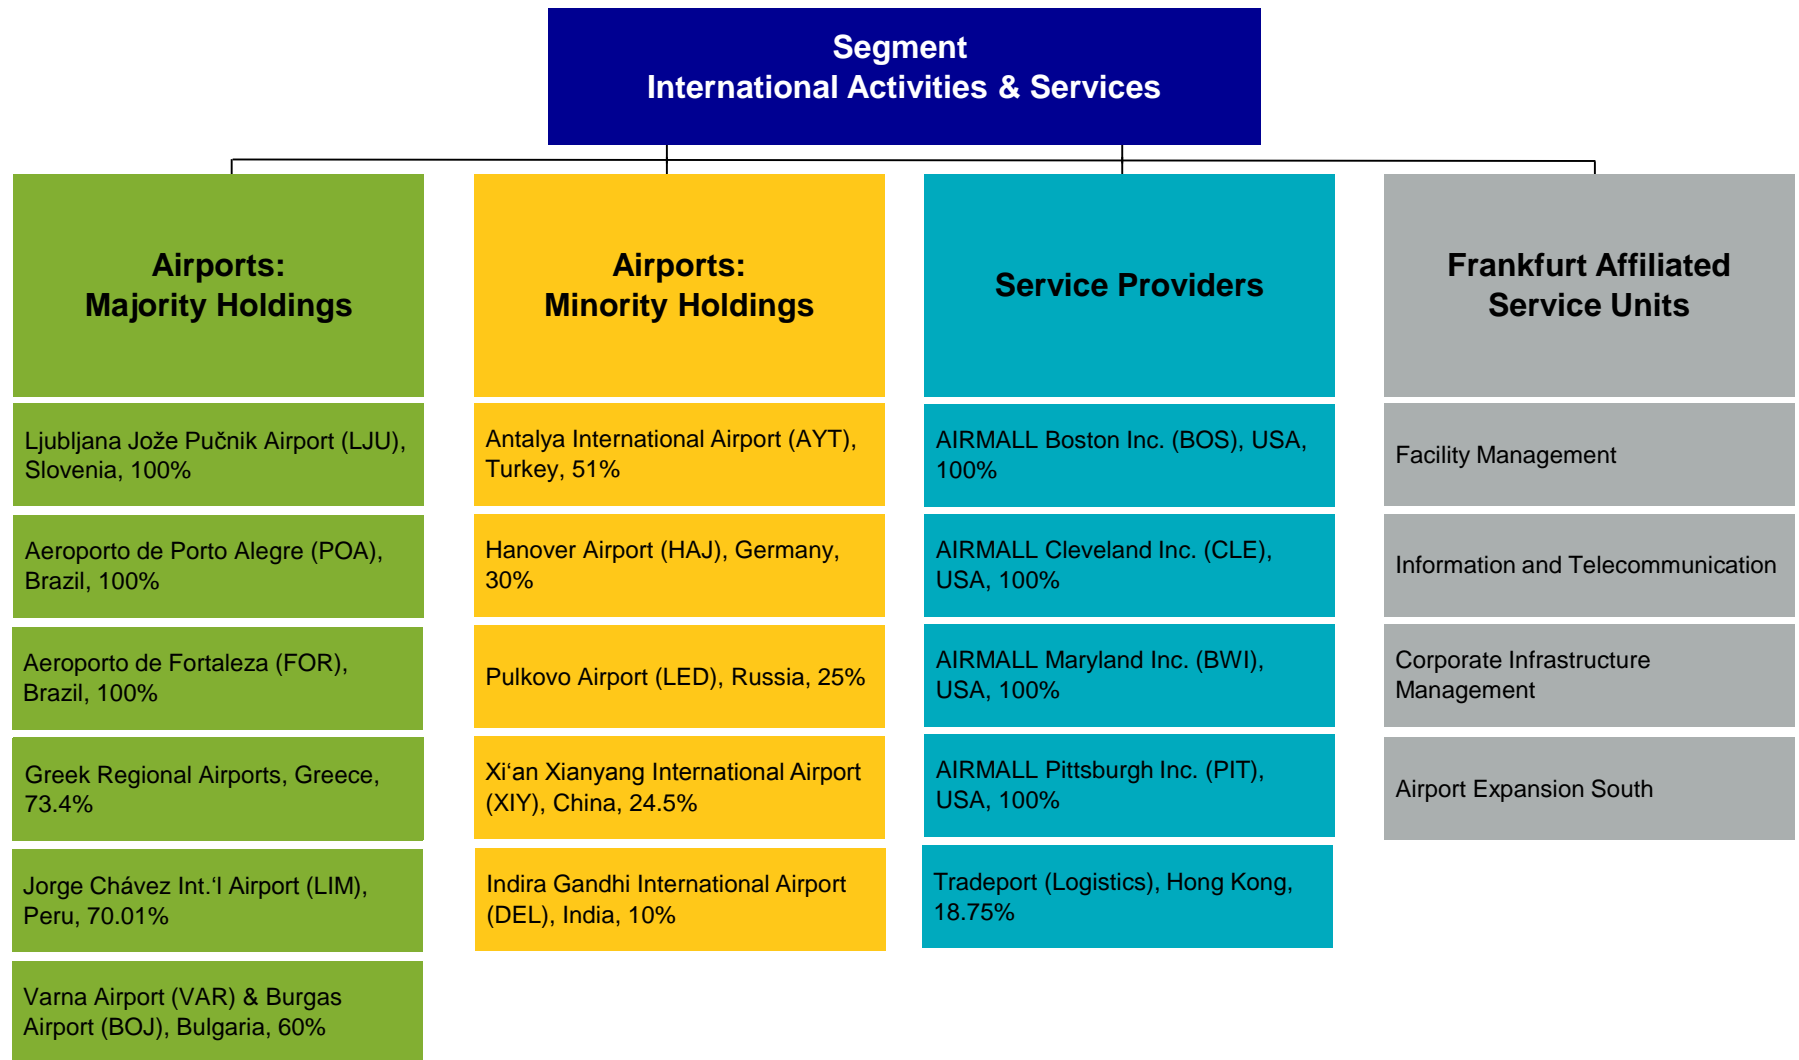 Segment
International Activities & Services
Airports:
Majority Holdings
Ljubljana Jože Pučnik Airport (LJU),
Slovenia, 100%
Aeroporto de Porto Alegre (POA),
Brazil, 100%
Aeroporto de Fortaleza (FOR),
Brazil, 100%
Greek Regional Airports, Greece,
73.4%
Jorge Chávez Int.‘l Airport (LIM),
Peru, 70.01%
Varna Airport (VAR) & Burgas
Airport (BOJ), Bulgaria, 60%
Airports:
Minority Holdings
Antalya International Airport (AYT),
Turkey, 51%
Hanover Airport (HAJ), Germany,
30%
Pulkovo Airport (LED), Russia, 25%
Xi‘an Xianyang International Airport
(XIY), China, 24.5%
Indira Gandhi International Airport
(DEL), India, 10%
Service Providers
AIRMALL Boston Inc. (BOS), USA,
100%
AIRMALL Cleveland Inc. (CLE),
USA, 100%
AIRMALL Maryland Inc. (BWI),
USA, 100%
AIRMALL Pittsburgh Inc. (PIT),
USA, 100%
Tradeport (Logistics), Hong Kong,
18.75%
Frankfurt Affiliated
Service Units
Facility Management
Information and Telecommunication
Corporate Infrastructure
Management
Airport Expansion South